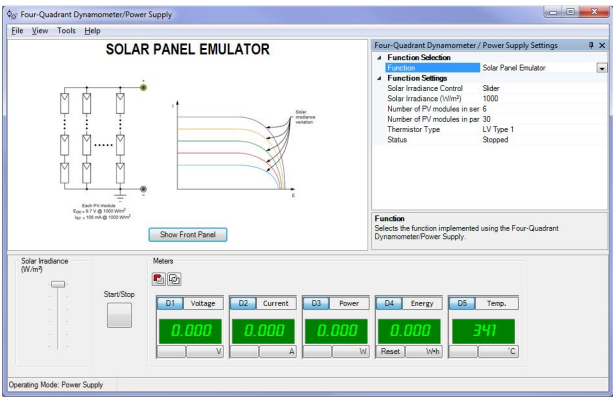 Four-Quadrant Dynamometer/Power Supply
File View Tools Help
SOLAR PANEL EMULATOR
+
I
Solar
irradiance
variation
E
-
Each PV module
@ 1000 W/m²
@ 1000 W/m²
Show Front Panel
Four-Quadrant Dynamometer / Power Supply Settings
Function Selection
Function Solar Panel Emulator
Function Settings
Solar Irradiance Control Slider
Solar Irradiance (W/m²) 1000
Number of PV modules in ser 6
Number of PV modules in par 30
Thermistor Type LV Type 1
Status Stopped
Function
Selects the function implemented using the Four-Quadrant
Dynamometer/Power Supply.
Solar Irradiance
(W/m²)
Start/Stop
Meters
D1 Voltage D2 Current D3 Power D4 Energy D5 Temp.
0.000 0.000 0.000 0.000 341
V A W Reset W•h °C
Operating Mode: Power Supply